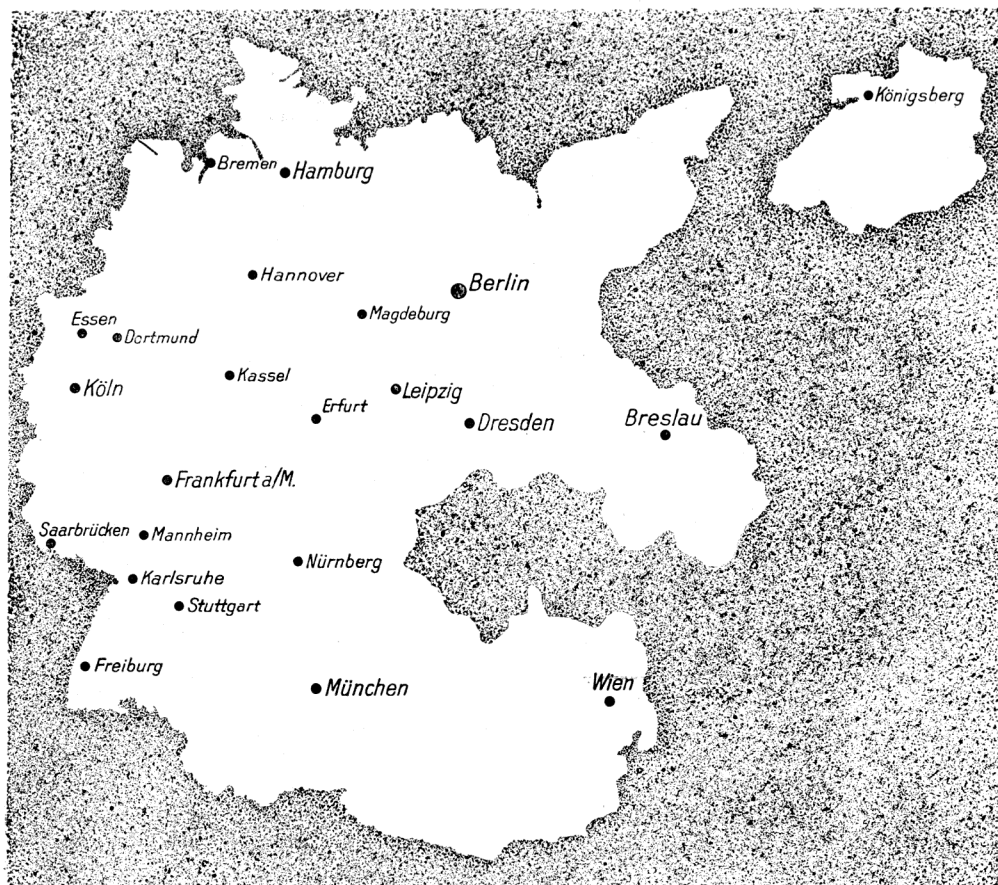 Königsberg
Bremen
Hamburg
Hannover
Berlin
Magdeburg
Essen
Dortmund
Kassel
Köln
Leipzig
Erfurt
Dresden
Breslau
Frankfurt a/M.
Saarbrücken
Mannheim
Nürnberg
Karlsruhe
Stuttgart
Freiburg
München
Wien